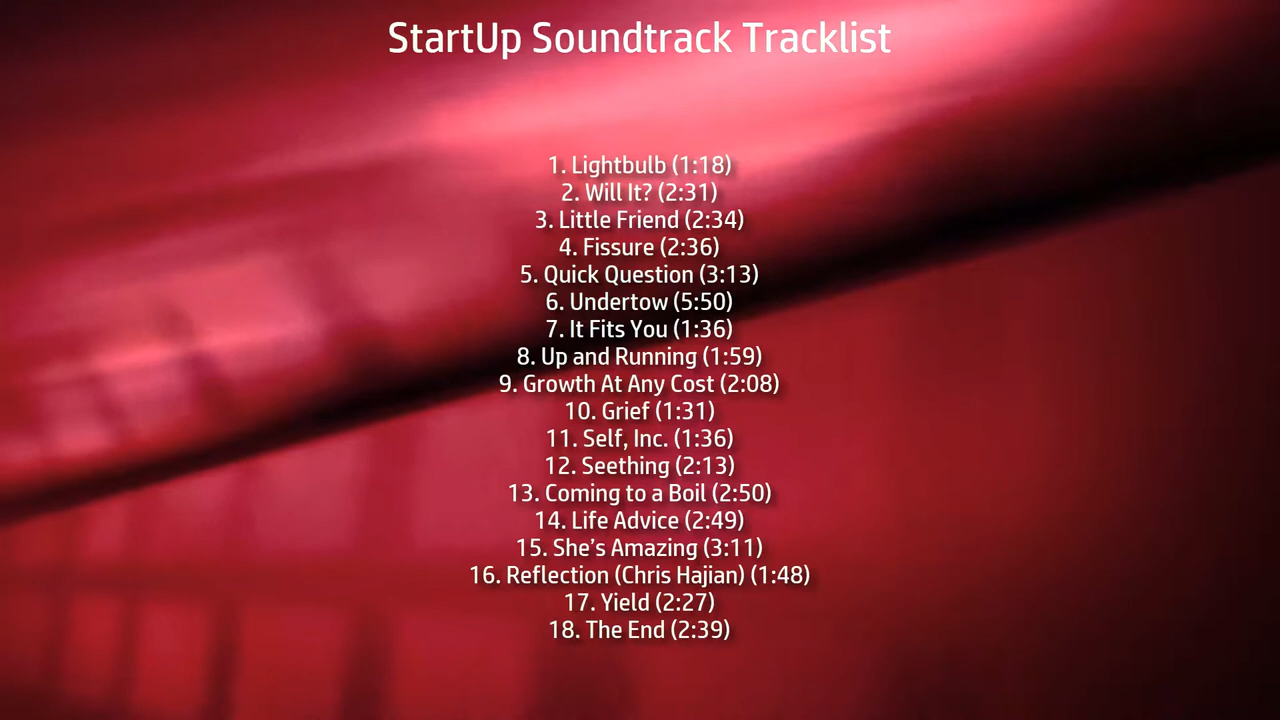 StartUp Soundtrack Tracklist
1. Lightbulb (1:18)
2. Will It? (2:31)
3. Little Friend (2:34)
4. Fissure (2:36)
5. Quick Question (3:13)
6. Undertow (5:50)
7. It Fits You (1:36)
8. Up and Running (1:59)
9. Growth At Any Cost (2:08)
10. Grief (1:31)
11. Self, Inc. (1:36)
12. Seething (2:13)
13. Coming to a Boil (2:50)
14. Life Advice (2:49)
15. She’s Amazing (3:11)
16. Reflection (Chris Hajian) (1:48)
17. Yield (2:27)
18. The End (2:39)